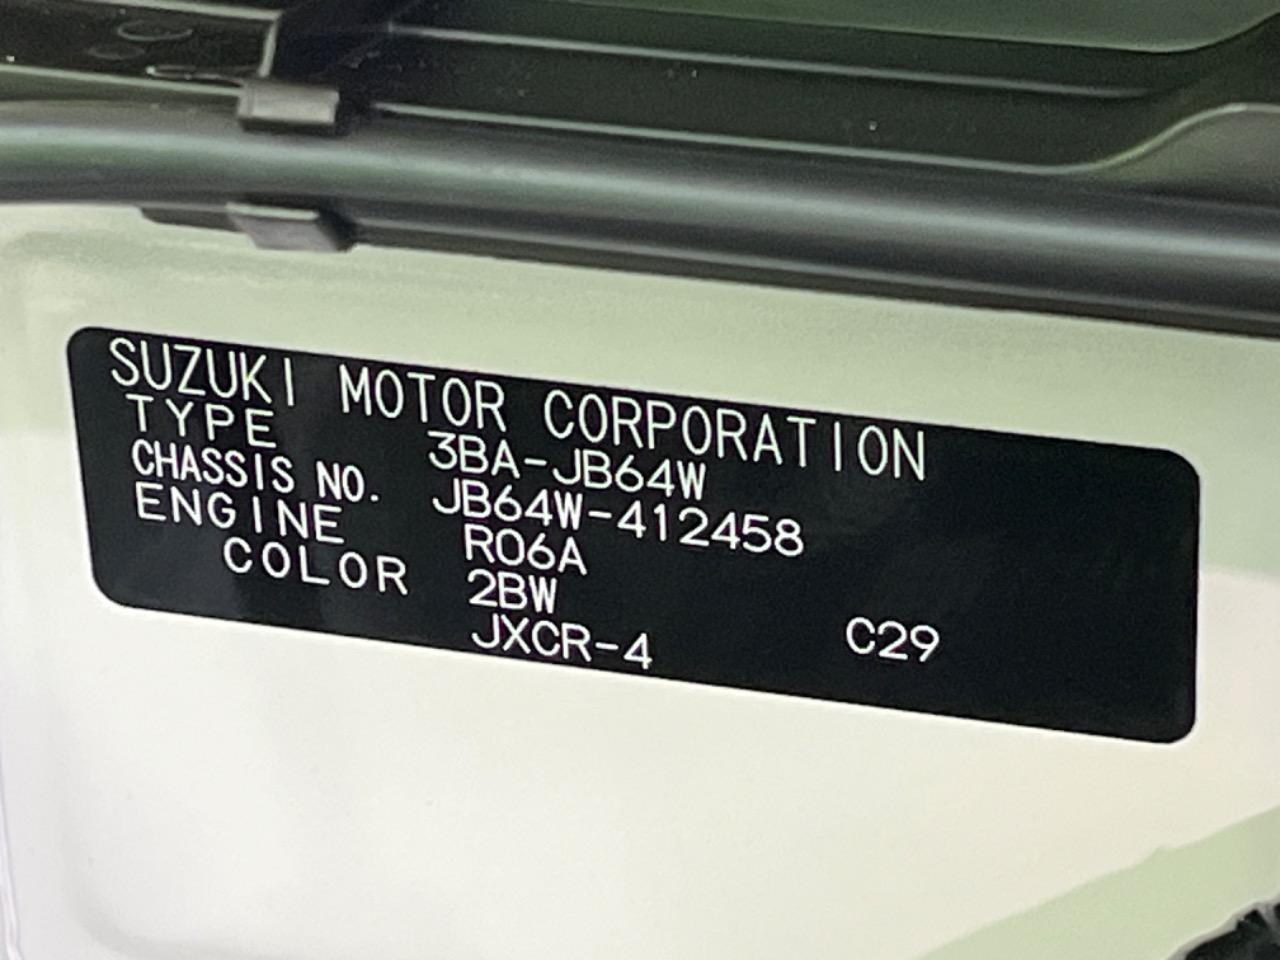 SUZUKI MOTOR CORPORATION
TYPE 3BA-JB64W
CHASSIS NO. JB64W-412458
ENGINE R06A
COLOR 2BW
JXCR-4 C29